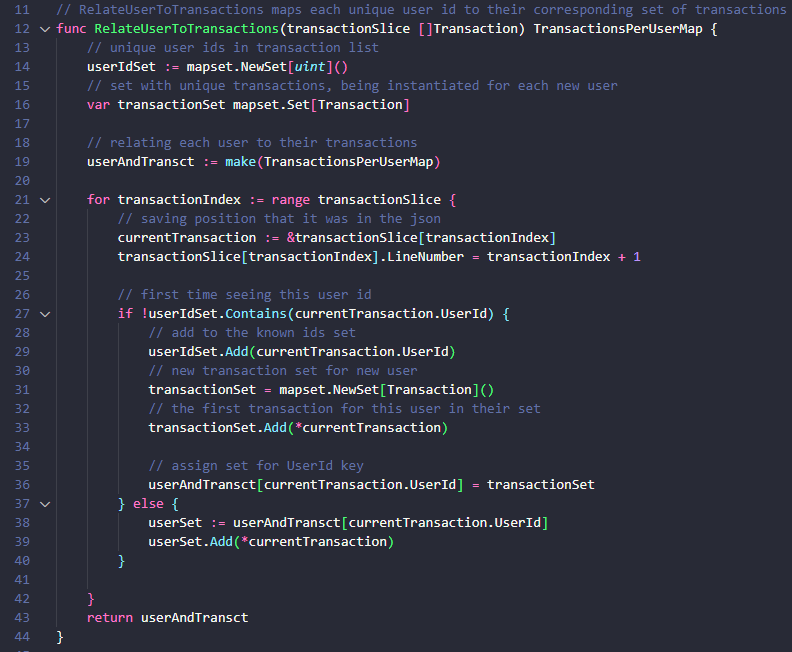 11 // RelateUserToTransactions maps each unique user id to their corresponding set of transactions
12 func RelateUserToTransactions(transactionSlice []Transaction) TransactionsPerUserMap {
13     // unique user ids in transaction list
14     userIdSet := mapset.NewSet[uint]()
15     // set with unique transactions, being instantiated for each new user
16     var transactionSet mapset.Set[Transaction]
17
18     // relating each user to their transactions
19     userAndTransct := make(TransactionsPerUserMap)
20
21     for transactionIndex := range transactionSlice {
22         // saving position that it was in the json
23         currentTransaction := &transactionSlice[transactionIndex]
24         transactionSlice[transactionIndex].LineNumber = transactionIndex + 1
25
26         // first time seeing this user id
27         if !userIdSet.Contains(currentTransaction.UserId) {
28             // add to the known ids set
29             userIdSet.Add(currentTransaction.UserId)
30             // new transaction set for new user
31             transactionSet = mapset.NewSet[Transaction]()
32             // the first transaction for this user in their set
33             transactionSet.Add(*currentTransaction)
34
35             // assign set for UserId key
36             userAndTransct[currentTransaction.UserId] = transactionSet
37         } else {
38             userSet := userAndTransct[currentTransaction.UserId]
39             userSet.Add(*currentTransaction)
40         }
41
42     }
43     return userAndTransct
44 }